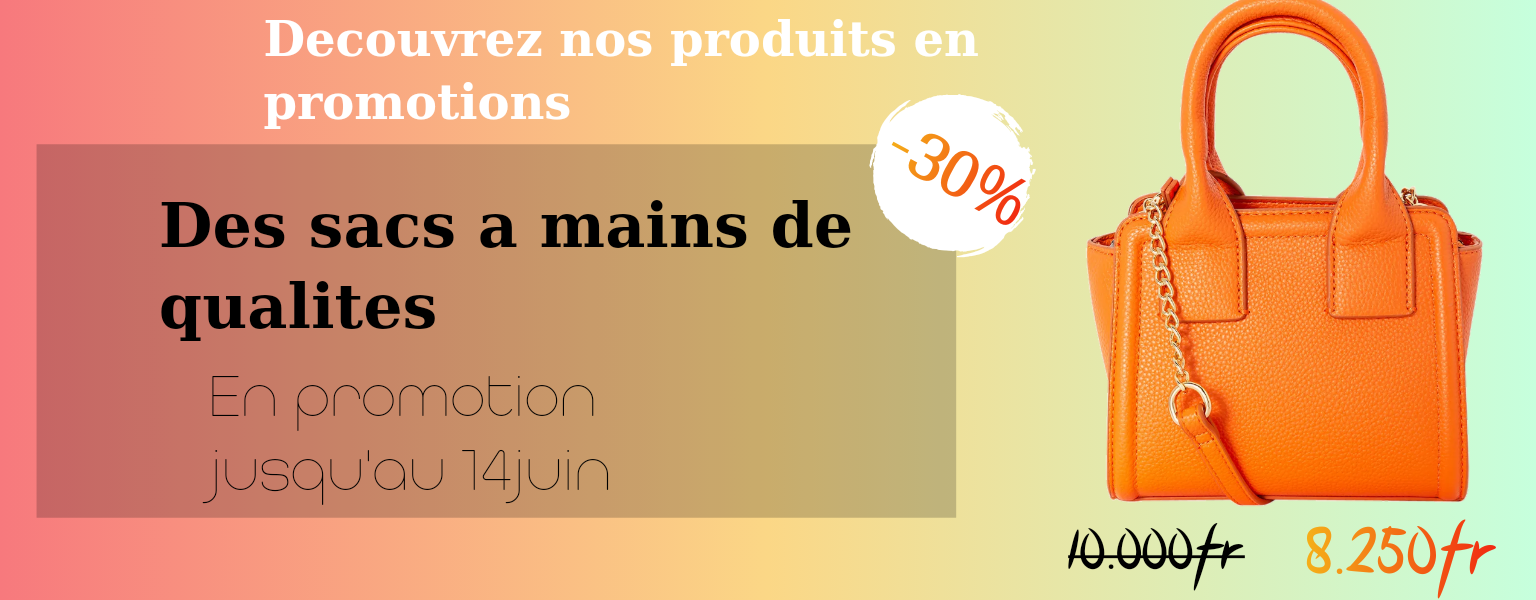 Decouvrez nos produits en
promotions
-30%
Des sacs a mains de
qualites
En promotion
jusqu'au 14juin
10.000fr
8.250fr